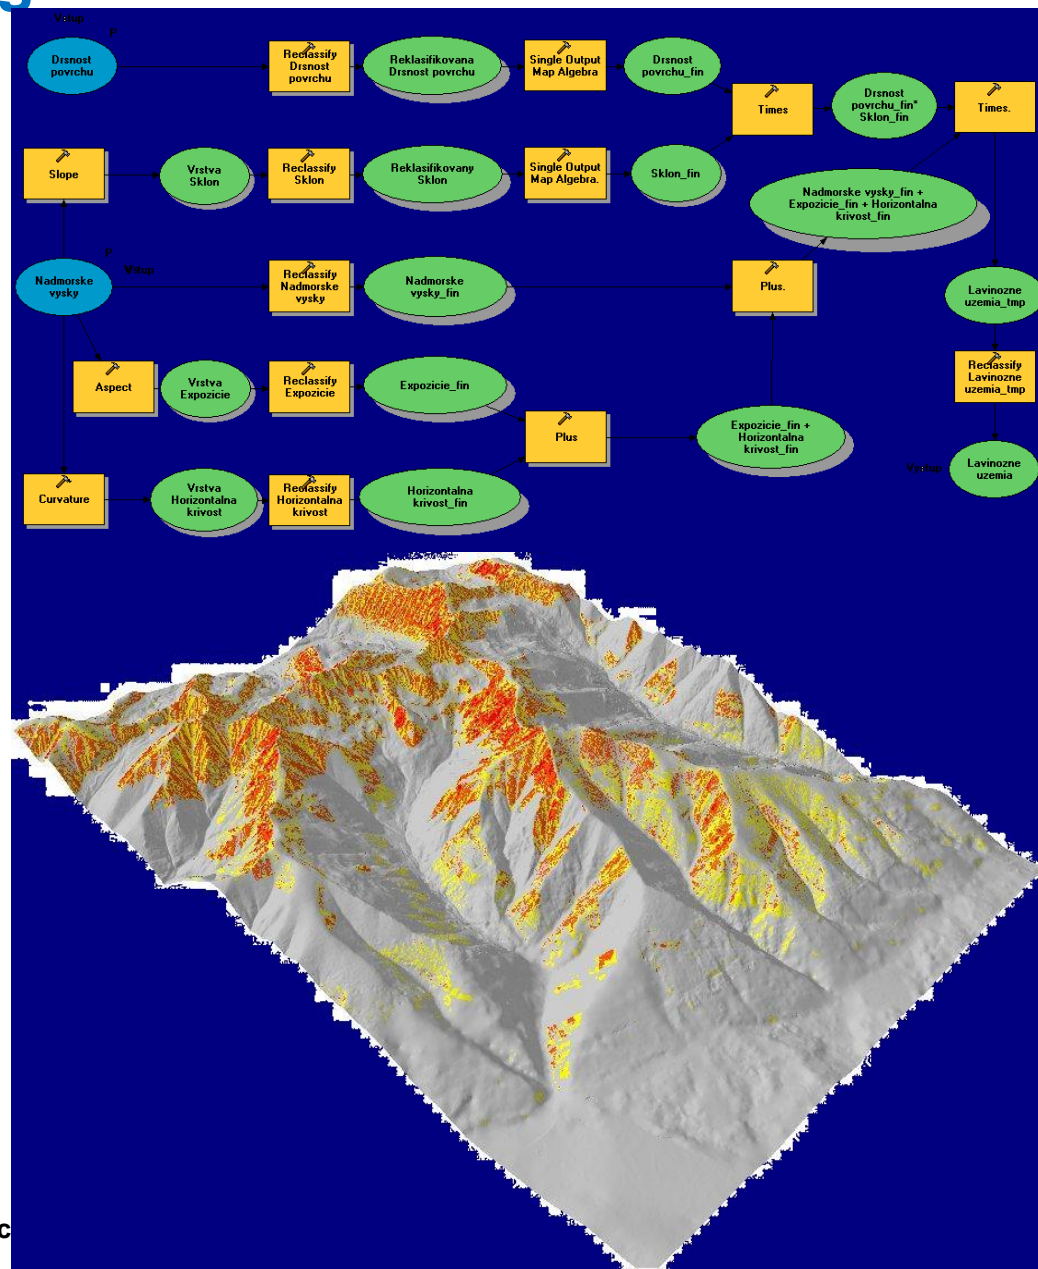 g
Vstup
P
Drsnost
povrchu
Reclassify
Drsnost
povrchu
Reklasifikovana
Drsnost povrchu
Single Output
Map Algebra
Drsnost
povrchu_fin
Times
Drsnost
povrchu_fin*
Sklon_fin
Times.
Slope
Vrstva
Sklon
Reclassify
Sklon
Reklasifikovany
Sklon
Single Output
Map Algebra.
Sklon_fin
Nadmorske vysky_fin +
Expozicie_fin + Horizontalna
krivost_fin
P
Vstup
Nadmorske
vysky
Reclassify
Nadmorske
vysky
Nadmorske
vysky_fin
Plus.
Lavinozne
uzemia_tmp
Aspect
Vrstva
Expozicie
Reclassify
Expozicie
Expozicie_fin
Reclassify
Lavinozne
uzemia_tmp
Plus
Expozicie_fin +
Horizontalna
krivost_fin
Vystup
Lavinozne
uzemia
Curvature
Vrstva
Horizontalna
krivost
Reclassify
Horizontalna
krivost
Horizontalna
krivost_fin
c